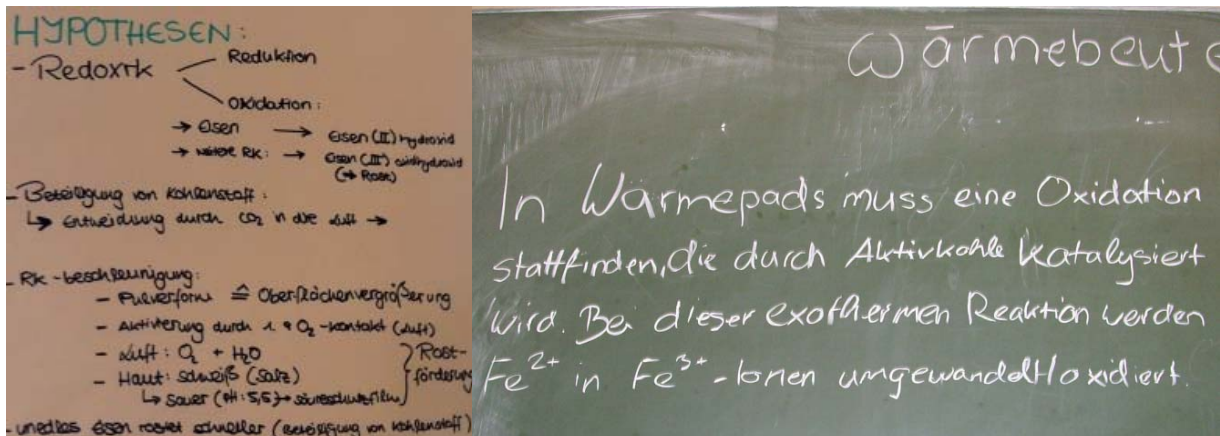 HYPOTHESEN:
- Redoxrk
Reduktion
Oxidation:
→ Eisen → Eisen (II) hydroxid
→ weitere RK: → Eisen (III) oxidhydroxid
(→ Rost)
- Beteiligung von Kohlenstoff:
↳ Entweichung durch CO₂ in die Luft →
- RK-beschleunigung:
- Pulverform ≙ Oberflächenvergrößerung
- Aktivierung durch 1. O₂-Kontakt (Luft)
- Luft: O₂ + H₂O
- Haut: Schweiß (Salz)
↳ sauer (pH: 5,5) → säureschutzfilm
Rost-
förderung
- unedles Eisen rostet schneller (Beteiligung von Kohlenstoff)
Wärmebeute
In Wärmepads muss eine Oxidation
stattfinden, die durch Aktivkohle katalysiert
wird. Bei dieser exothermen Reaktion werden
Fe²⁺ in Fe³⁺-Ionen umgewandelt/oxidiert.